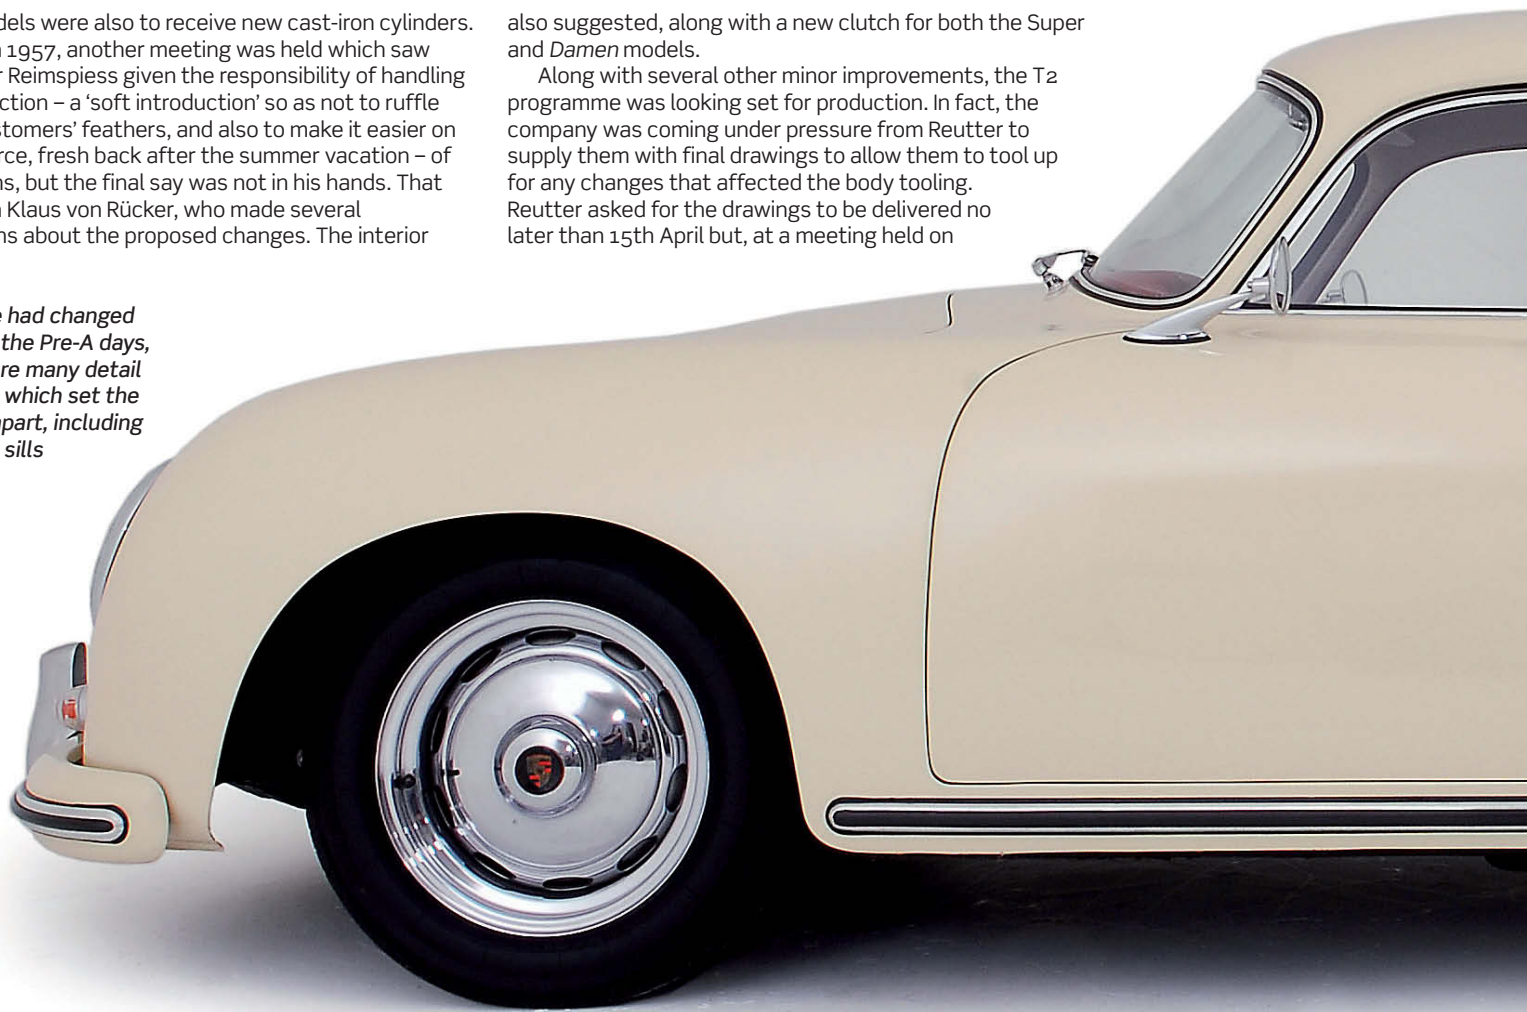 dels were also to receive new cast-iron cylinders.
1957, another meeting was held which saw
r Reimspiess given the responsibility of handling
ction – a ‘soft introduction’ so as not to ruffle
stomers’ feathers, and also to make it easier on
rce, fresh back after the summer vacation – of
ns, but the final say was not in his hands. That
Klaus von Rücker, who made several
ns about the proposed changes. The interior
e had changed
the Pre-A days,
re many detail
which set the
part, including
sills
also suggested, along with a new clutch for both the Super
and Damen models.
Along with several other minor improvements, the T2
programme was looking set for production. In fact, the
company was coming under pressure from Reutter to
supply them with final drawings to allow them to tool up
for any changes that affected the body tooling.
Reutter asked for the drawings to be delivered no
later than 15th April but, at a meeting held on